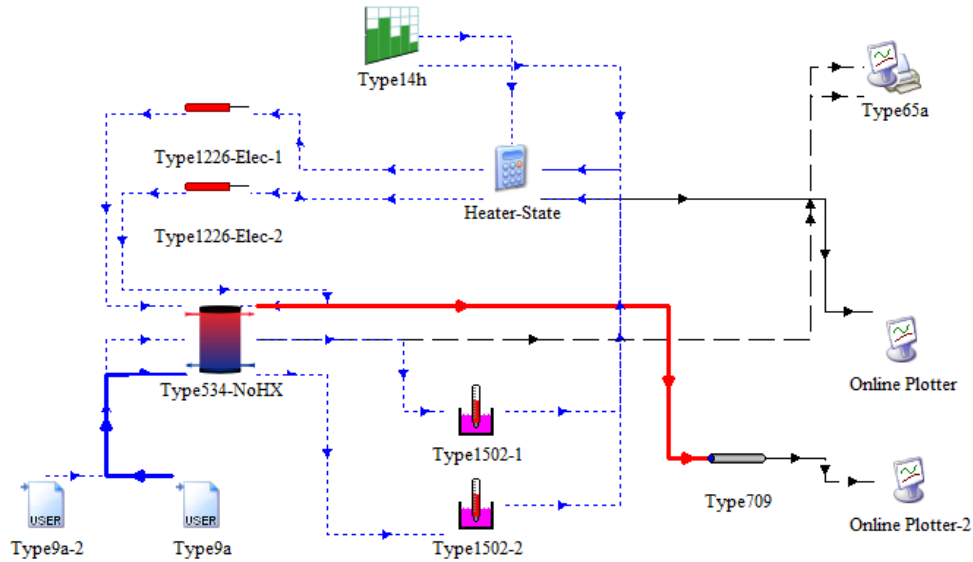 Type14h
Type65a
Type1226-Elec-1
Heater-State
Type1226-Elec-2
Type534-NoHX
Online Plotter
Type1502-1
Type709
USER
USER
Type9a-2
Type9a
Type1502-2
Online Plotter-2